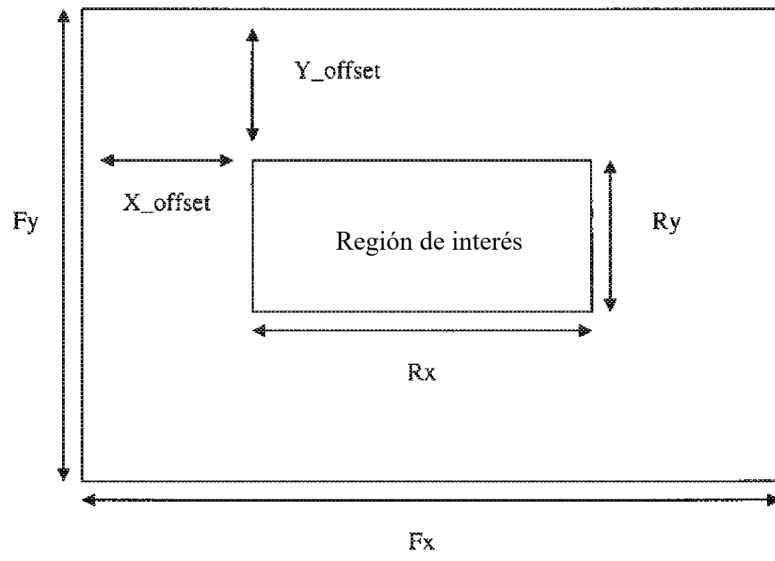 Y_offset
X_offset
Fy
Región de interés
Ry
Rx
Fx